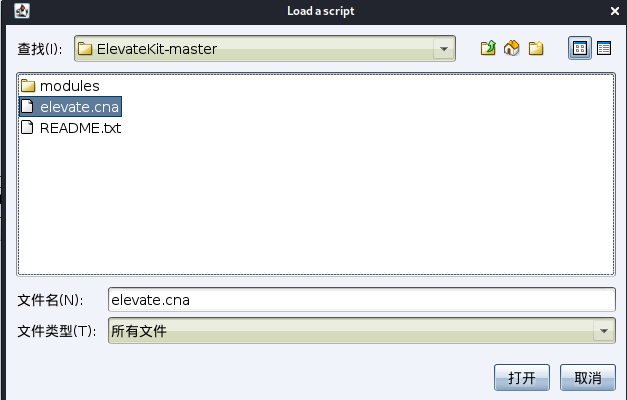 Load a script
查找(I): ElevateKit-master
modules
elevate.cna
README.txt
文件名(N): elevate.cna
文件类型(T): 所有文件
打开 取消